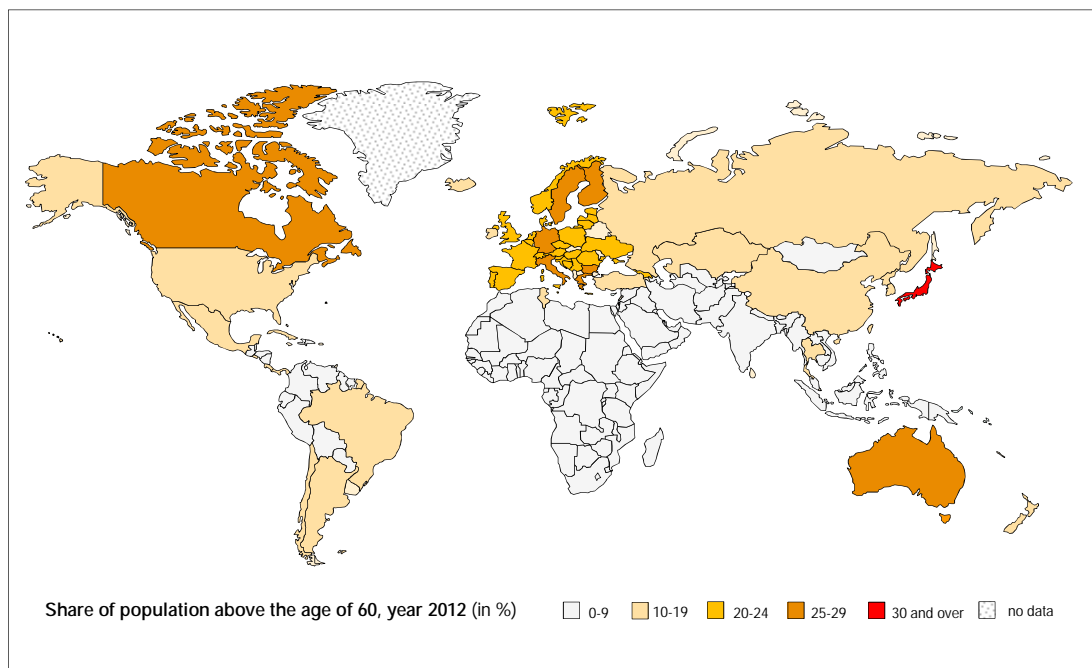 Share of population above the age of 60, year 2012 (in %) 0-9 10-19 20-24 25-29 30 and over no data